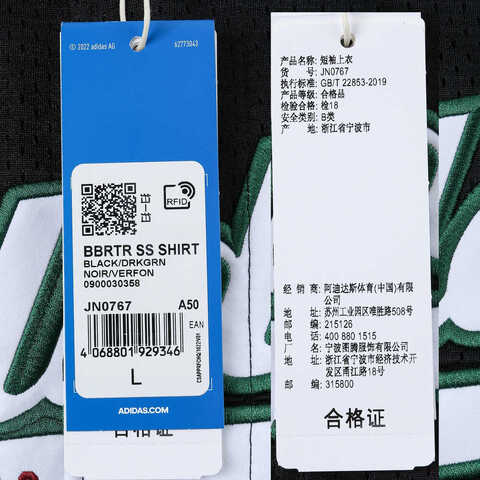 © 2022 adidas AG
62773043
RFID
BBRTR SS SHIRT
BLACK/DRKGRN
NOIR/VERFON
0900030358
JN0767 A50
EAN
4 068801 929346
L
ADIDAS.COM
合格证
产品名称: 短袖上衣
货 号: JN0767
执行标准: GB/T 22853-2019
产品等级: 合格品
检验合格: 检18
安全类别: B类
产 地: 浙江省宁波市
经 销 商: 阿迪达斯体育(中国)有限
公司
地 址: 苏州工业园区唯胜路508号
邮 编: 215126
电 话: 400 880 1515
厂 名: 宁波图腾服饰有限公司
地 址: 浙江省宁波市经济技术开
发区甬江路18号
邮 编: 315800
合格证